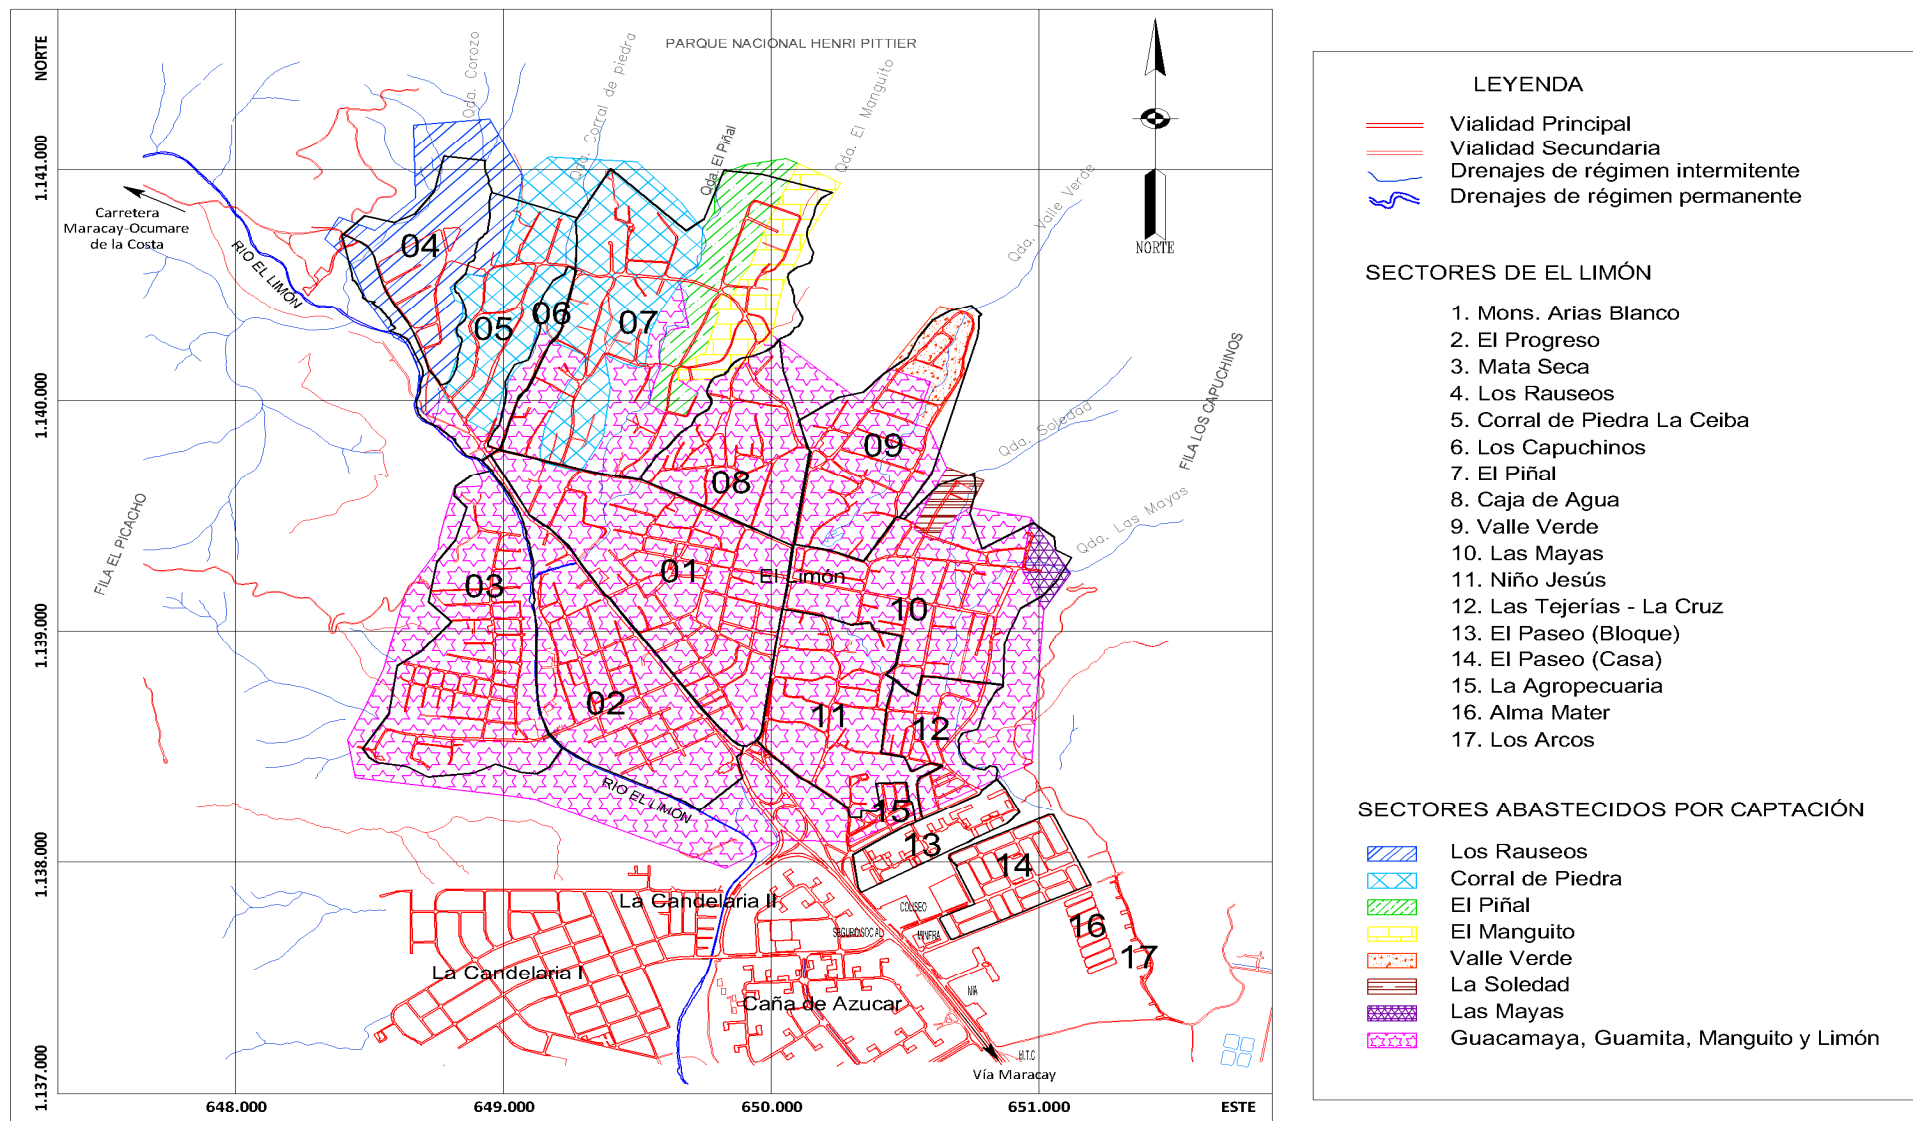 PARQUE NACIONAL HENRI PITTIER
Qda. Corozo
Qda. Corral de piedra
Qda. El Piñal
Qda. El Manguito
Qda. Valle Verde
Qda. Soledad
Qda. Las Mayas
FILA LOS CAPUCHINOS
FILA EL PICACHO
NORTE
1.141.000
1.140.000
1.139.000
1.138.000
1.137.000
Carretera
Maracay-Ocumare
de la Costa
RIO EL LIMÓN
NORTE
04
05
06
07
08
09
03
01
El Limón
10
02
11
12
15
13
14
16
17
RIO EL LIMÓN
La Candelaria II
La Candelaria I
Caña de Azucar
COLISEO
SEGURO SOCIAL
MINFRA
H.T.C
Vía Maracay
648.000
649.000
650.000
651.000
ESTE
LEYENDA
Vialidad Principal
Vialidad Secundaria
Drenajes de régimen intermitente
Drenajes de régimen permanente
SECTORES DE EL LIMÓN
1. Mons. Arias Blanco
2. El Progreso
3. Mata Seca
4. Los Rauseos
5. Corral de Piedra La Ceiba
6. Los Capuchinos
7. El Piñal
8. Caja de Agua
9. Valle Verde
10. Las Mayas
11. Niño Jesús
12. Las Tejerías - La Cruz
13. El Paseo (Bloque)
14. El Paseo (Casa)
15. La Agropecuaria
16. Alma Mater
17. Los Arcos
SECTORES ABASTECIDOS POR CAPTACIÓN
Los Rauseos
Corral de Piedra
El Piñal
El Manguito
Valle Verde
La Soledad
Las Mayas
Guacamaya, Guamita, Manguito y Limón